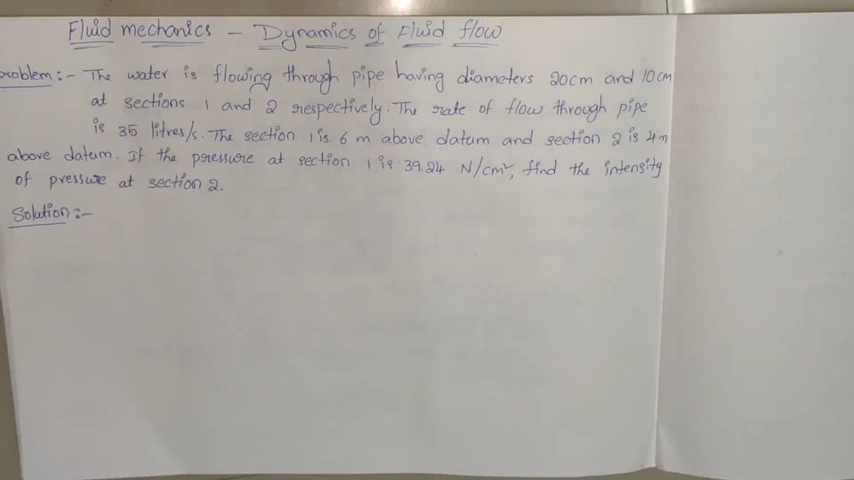 Fluid mechanics - Dynamics of Fluid flow
roblem:- The water is flowing through pipe having diameters 20cm and 10cm
at sections 1 and 2 respectively. The rate of flow through pipe
is 35 litres/s. The section 1 is 6 m above datum and section 2 is 4m
above datum. If the pressure at section 1 is 39.24 N/cm², find the intensity
of pressure at section 2.
Solution:-